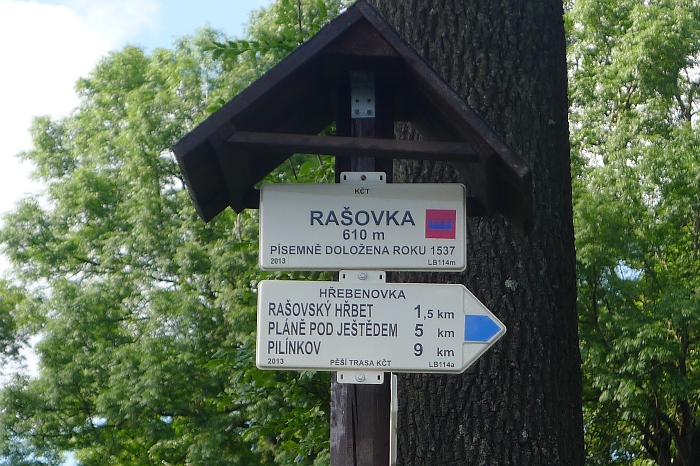 KČT
RAŠOVKA
610 m
PÍSEMNĚ DOLOŽENA ROKU 1537
2013 LB114m
HŘEBENOVKA
RAŠOVSKÝ HŘBET 1,5 km
PLÁNĚ POD JEŠTĚDEM 5 km
PILÍNKOV 9 km
2013 PĚŠÍ TRASA KČT LB114a